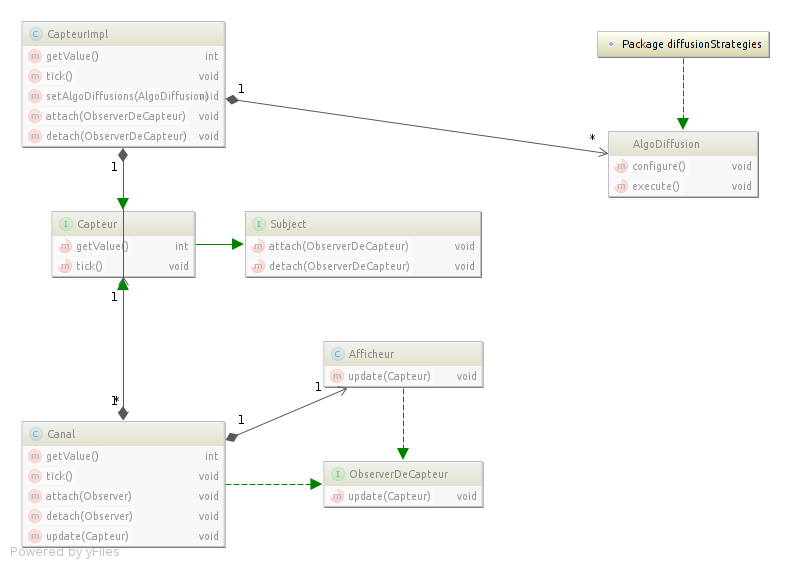 CapteurImpl
getValue() int
tick() void
setAlgoDiffusions(AlgoDiffusion) void
attach(ObserverDeCapteur) void
detach(ObserverDeCapteur) void
1
*
1
Package diffusionStrategies
AlgoDiffusion
configure() void
execute() void
Capteur
getValue() int
tick() void
Subject
attach(ObserverDeCapteur) void
detach(ObserverDeCapteur) void
1
Afficheur
update(Capteur) void
1
1
*
1
Canal
getValue() int
tick() void
attach(Observer) void
detach(Observer) void
update(Capteur) void
ObserverDeCapteur
update(Capteur) void
Powered by yFiles